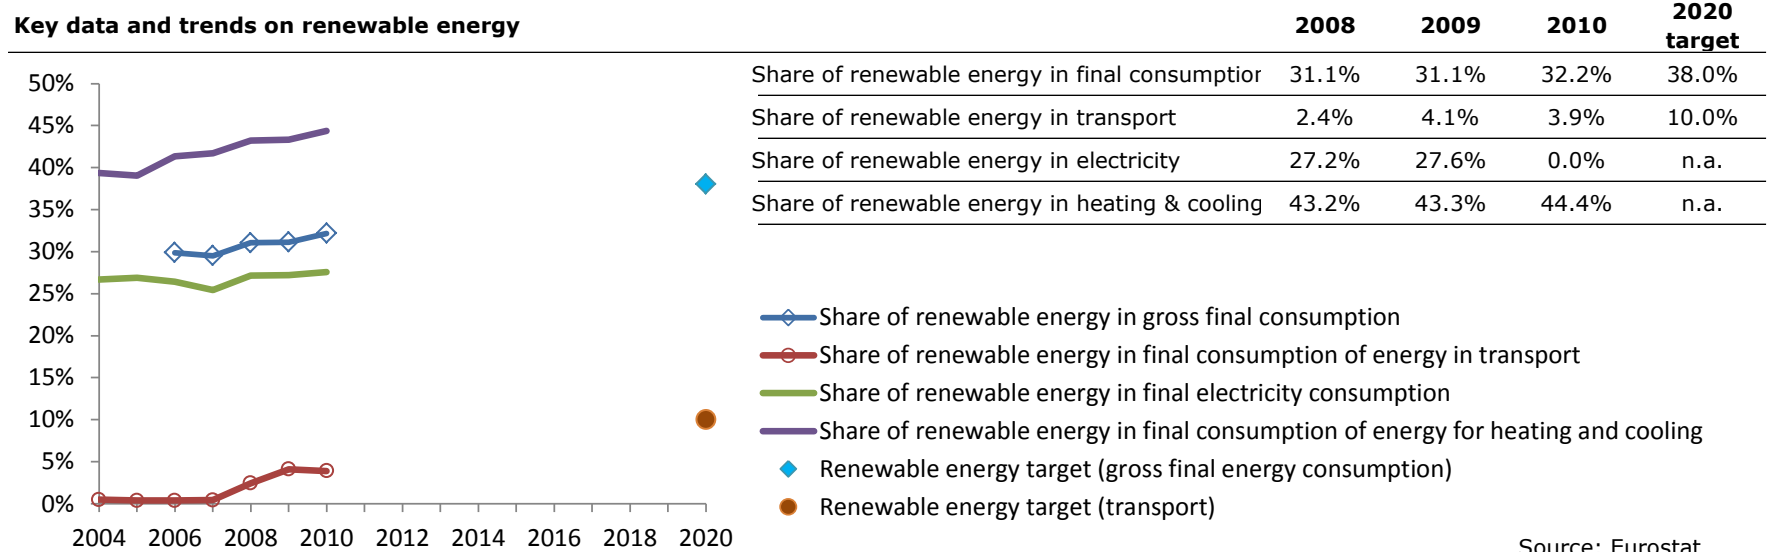 Key data and trends on renewable energy 2008 2009 2010 2020 target
Share of renewable energy in final consumption 31.1% 31.1% 32.2% 38.0%
Share of renewable energy in transport 2.4% 4.1% 3.9% 10.0%
Share of renewable energy in electricity 27.2% 27.6% 0.0% n.a.
Share of renewable energy in heating & cooling 43.2% 43.3% 44.4% n.a.
50%
45%
40%
35%
30%
25%
20%
15%
10%
5%
0%
2004 2006 2008 2010 2012 2014 2016 2018 2020
Share of renewable energy in gross final consumption
Share of renewable energy in final consumption of energy in transport
Share of renewable energy in final electricity consumption
Share of renewable energy in final consumption of energy for heating and cooling
Renewable energy target (gross final energy consumption)
Renewable energy target (transport)
Source: Eurostat